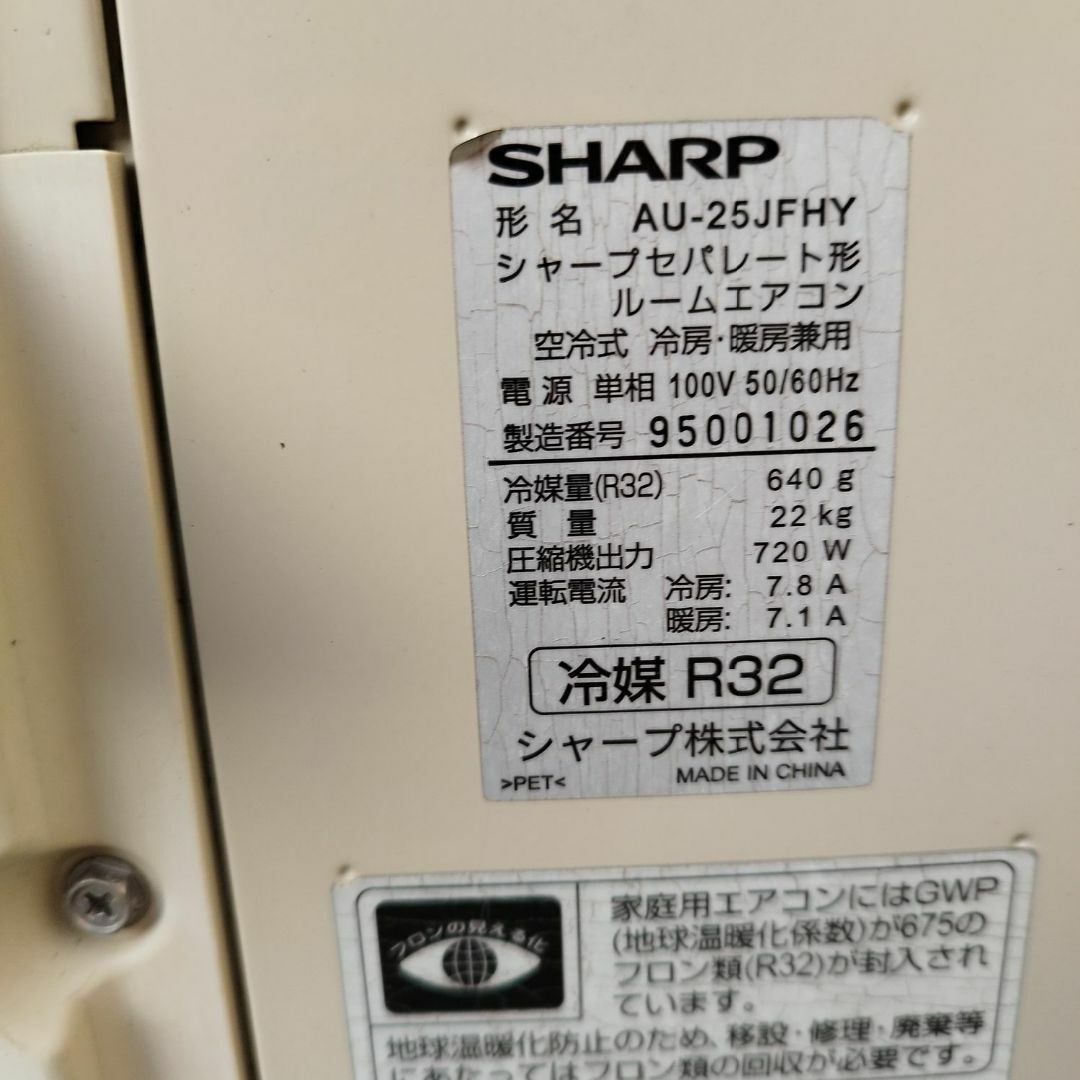 SHARP
形 名 AU-25JFHY
シャープセパレート形
ルームエアコン
空冷式 冷房・暖房兼用
電 源 単相 100V 50/60Hz
製造番号 95001026
冷媒量(R32) 640 g
質 量 22 kg
圧縮機出力 720 W
運転電流 冷房: 7.8 A
暖房: 7.1 A
冷媒 R32
シャープ株式会社
>PET< MADE IN CHINA
フロンの見える化
家庭用エアコンにはGWP
(地球温暖化係数)が675の
フロン類(R32)が封入され
ています。
地球温暖化防止のため、移設・修理・廃棄等
にあたってはフロン類の回収が必要です。